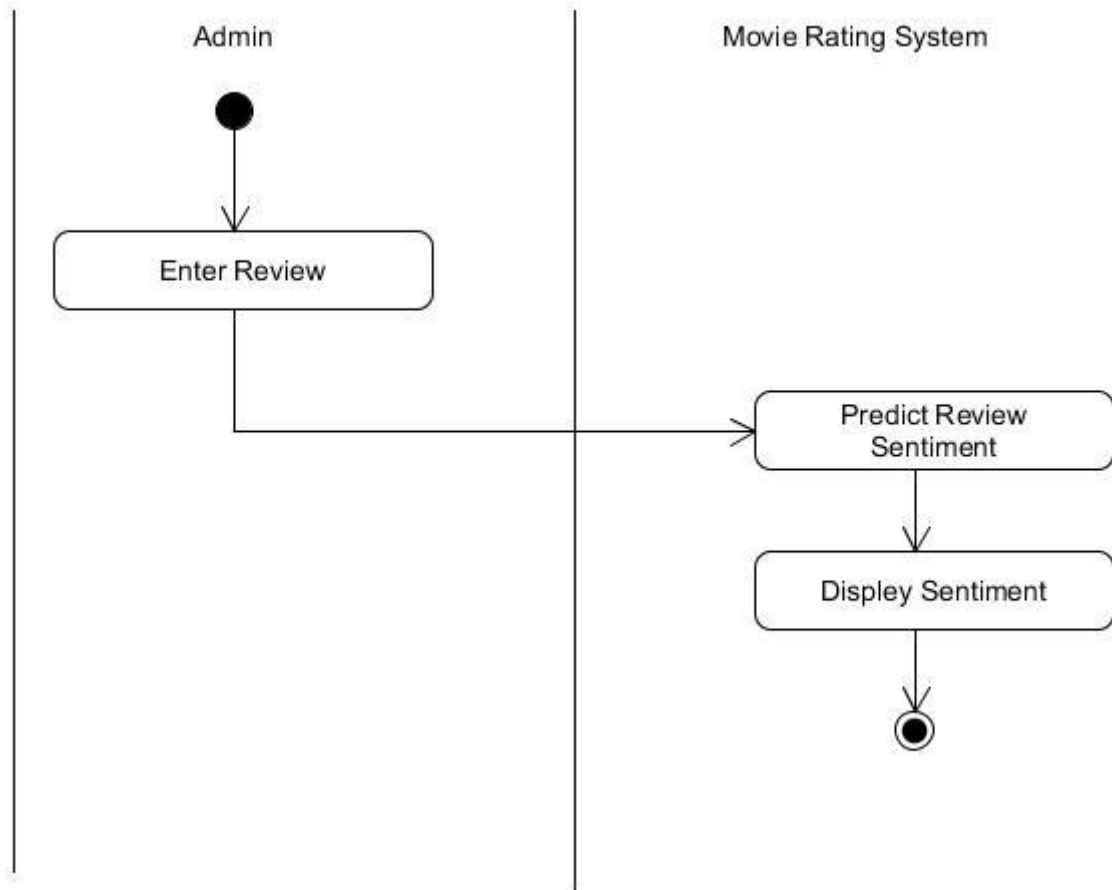 Admin
Movie Rating System
Enter Review
Predict Review
Sentiment
Displey Sentiment